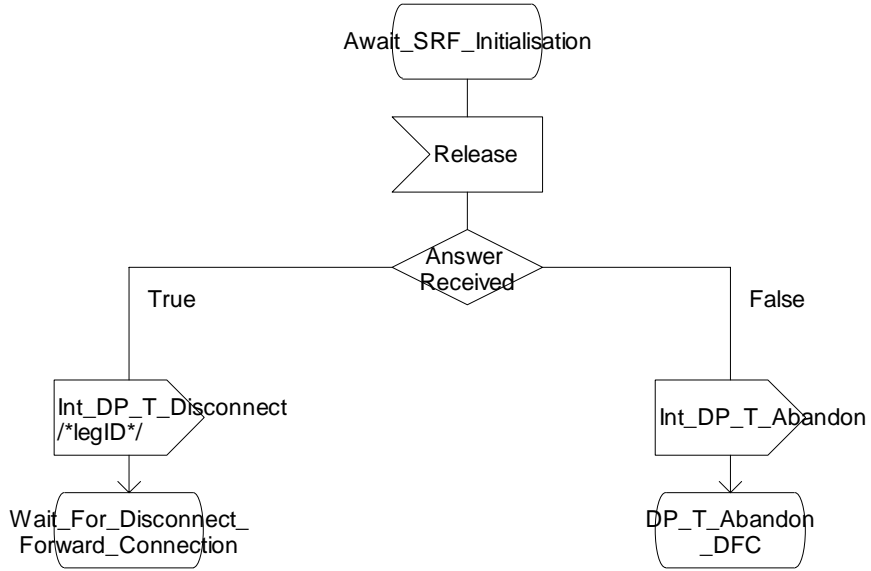 Await_SRF_Initialisation
Release
Answer
Received
True
False
Int_DP_T_Disconnect
/*legID*/
Int_DP_T_Abandon
Wait_For_Disconnect_
Forward_Connection
DP_T_Abandon
_DFC